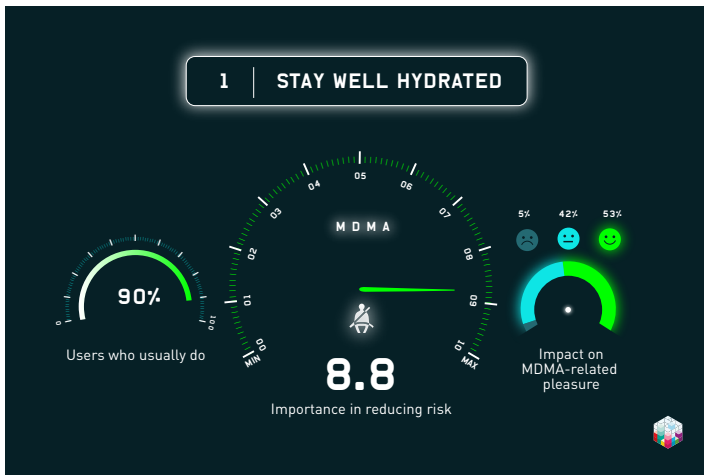 1 STAY WELL HYDRATED
MDMA
MIN
00
01
02
03
04
05
06
07
08
09
10
MAX
8.8
Importance in reducing risk
0
90%
100
Users who usually do
5% 42% 53%
Impact on
MDMA-related
pleasure